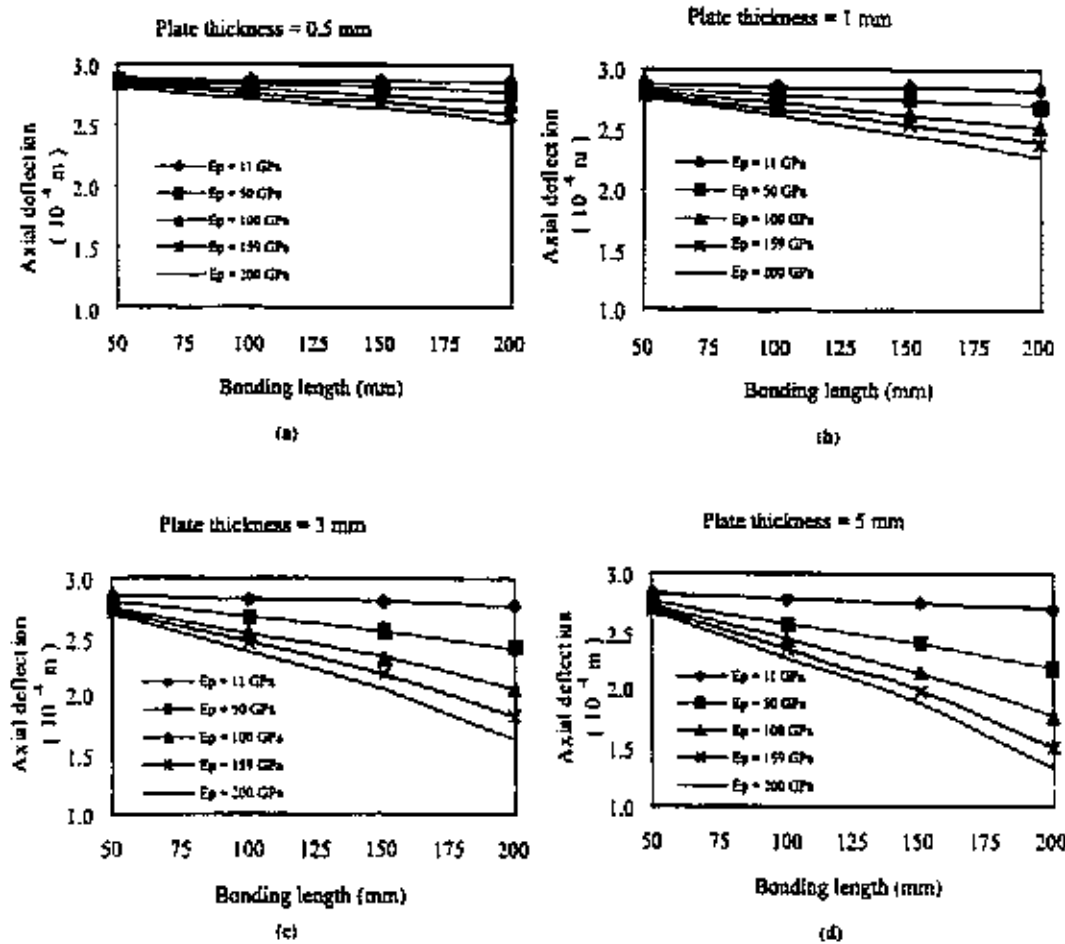 Plate thickness = 0.5 mm
Axial deflection
( 10⁻⁴ m )
3.0
2.5
2.0
1.5
1.0
Ep = 11 GPa
Ep = 50 GPa
Ep = 100 GPa
Ep = 159 GPa
Ep = 200 GPa
50 75 100 125 150 175 200
Bonding length (mm)
(a)
Plate thickness = 1 mm
Axial deflection
( 10⁻⁴ m )
3.0
2.5
2.0
1.5
1.0
Ep = 11 GPa
Ep = 50 GPa
Ep = 100 GPa
Ep = 159 GPa
Ep = 200 GPa
50 75 100 125 150 175 200
Bonding length (mm)
(b)
Plate thickness = 3 mm
Axial deflection
( 10⁻⁴ m )
3.0
2.5
2.0
1.5
1.0
Ep = 11 GPa
Ep = 50 GPa
Ep = 100 GPa
Ep = 159 GPa
Ep = 200 GPa
50 75 100 125 150 175 200
Bonding length (mm)
(c)
Plate thickness = 5 mm
Axial deflection
( 10⁻⁴ m )
3.0
2.5
2.0
1.5
1.0
Ep = 11 GPa
Ep = 50 GPa
Ep = 100 GPa
Ep = 159 GPa
Ep = 200 GPa
50 75 100 125 150 175 200
Bonding length (mm)
(d)